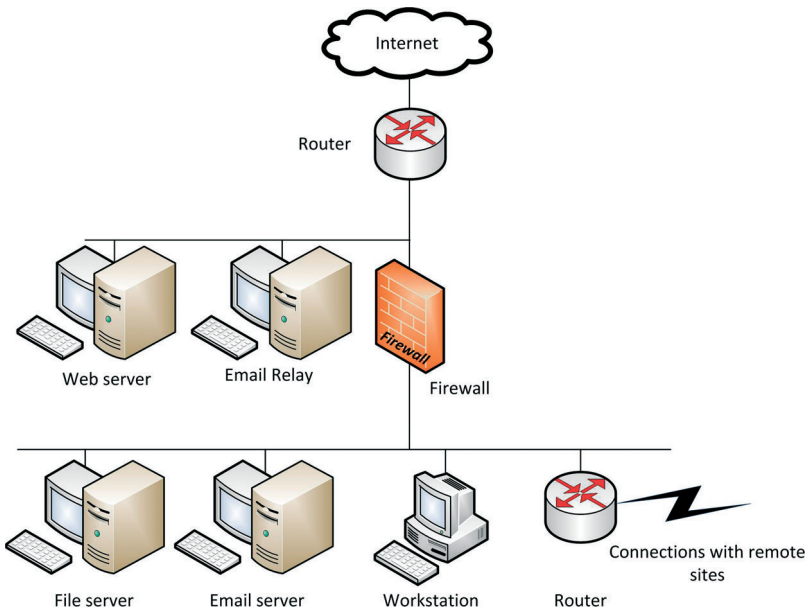 Internet
Router
Web server
Email Relay
Firewall
Firewall
File server
Email server
Workstation
Router
Connections with remote
sites